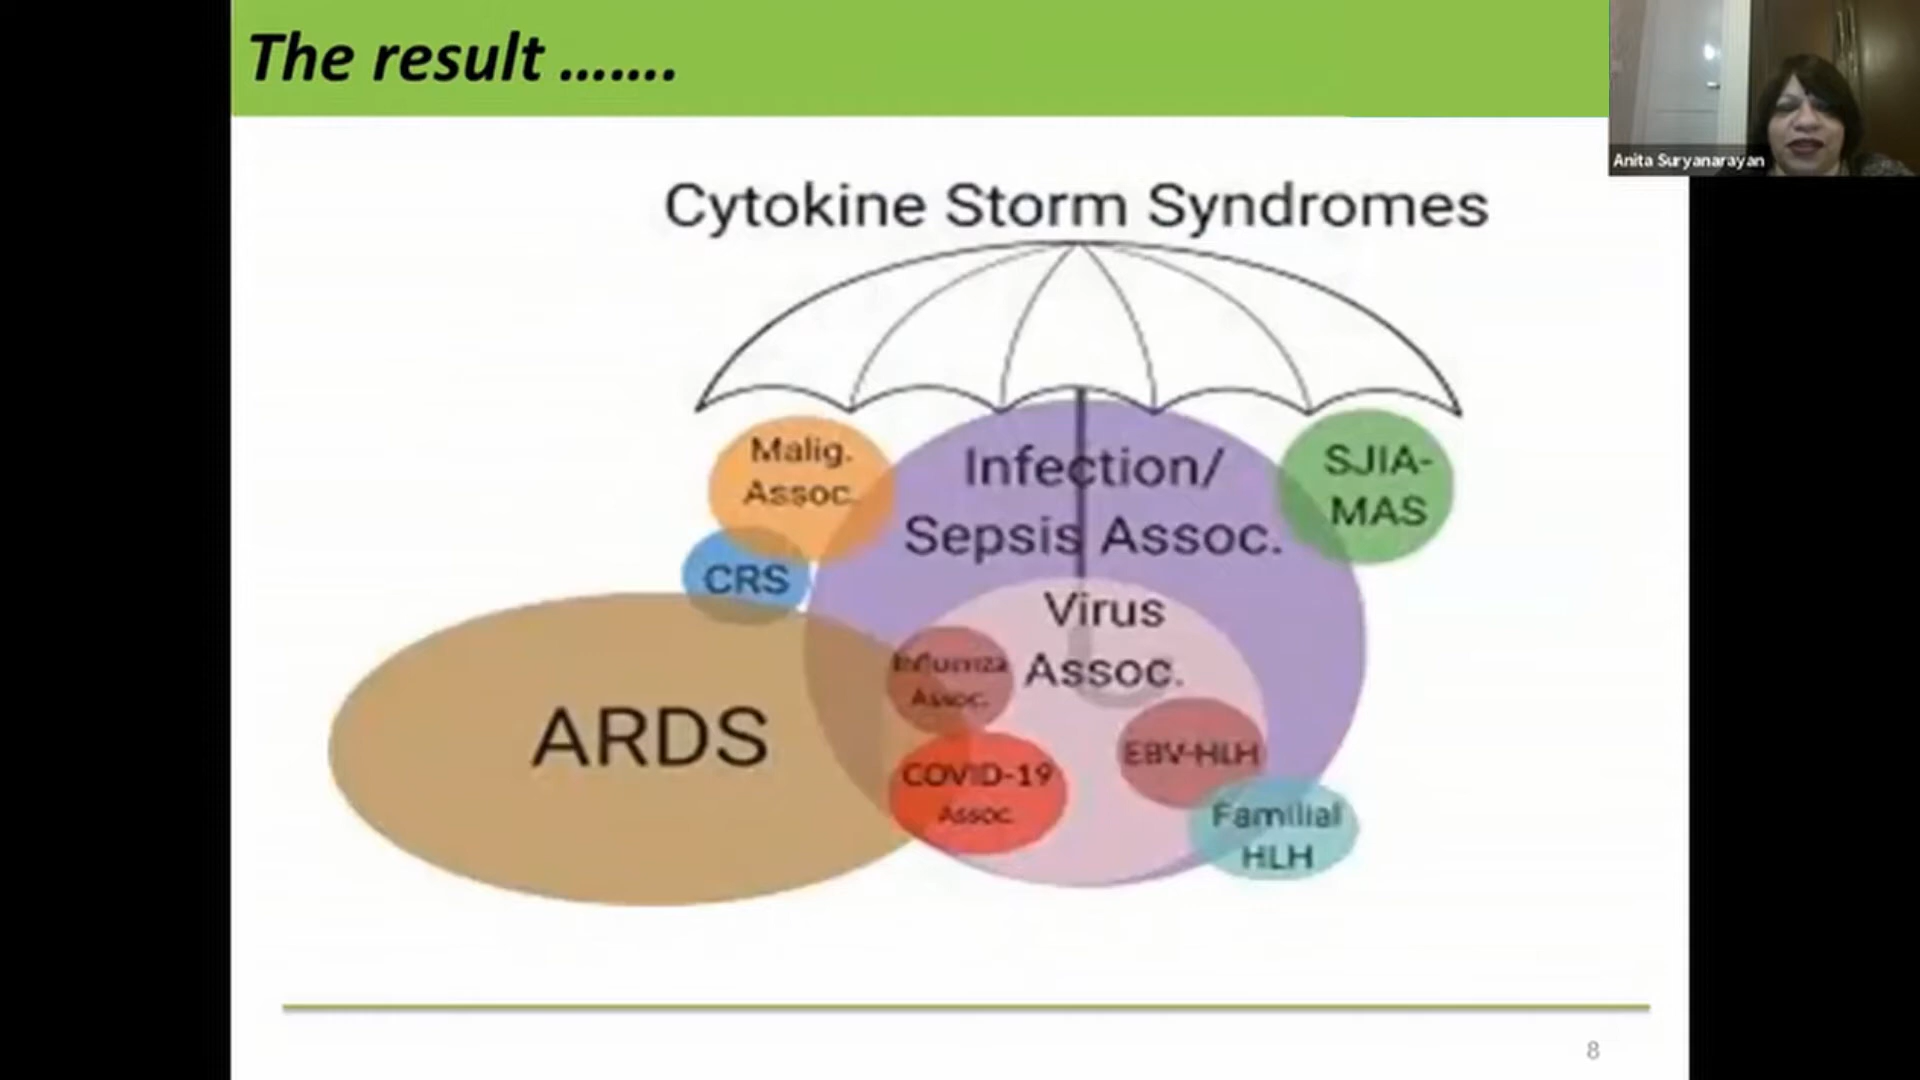 The result .......
Anita Suryanarayan
Cytokine Storm Syndromes
Malig.
Assoc.
Infection/
Sepsis Assoc.
SJIA-
MAS
CRS
Virus
Assoc.
Influenza
Assoc.
ARDS
COVID-19
Assoc.
EBV-HLH
Familial
HLH
8